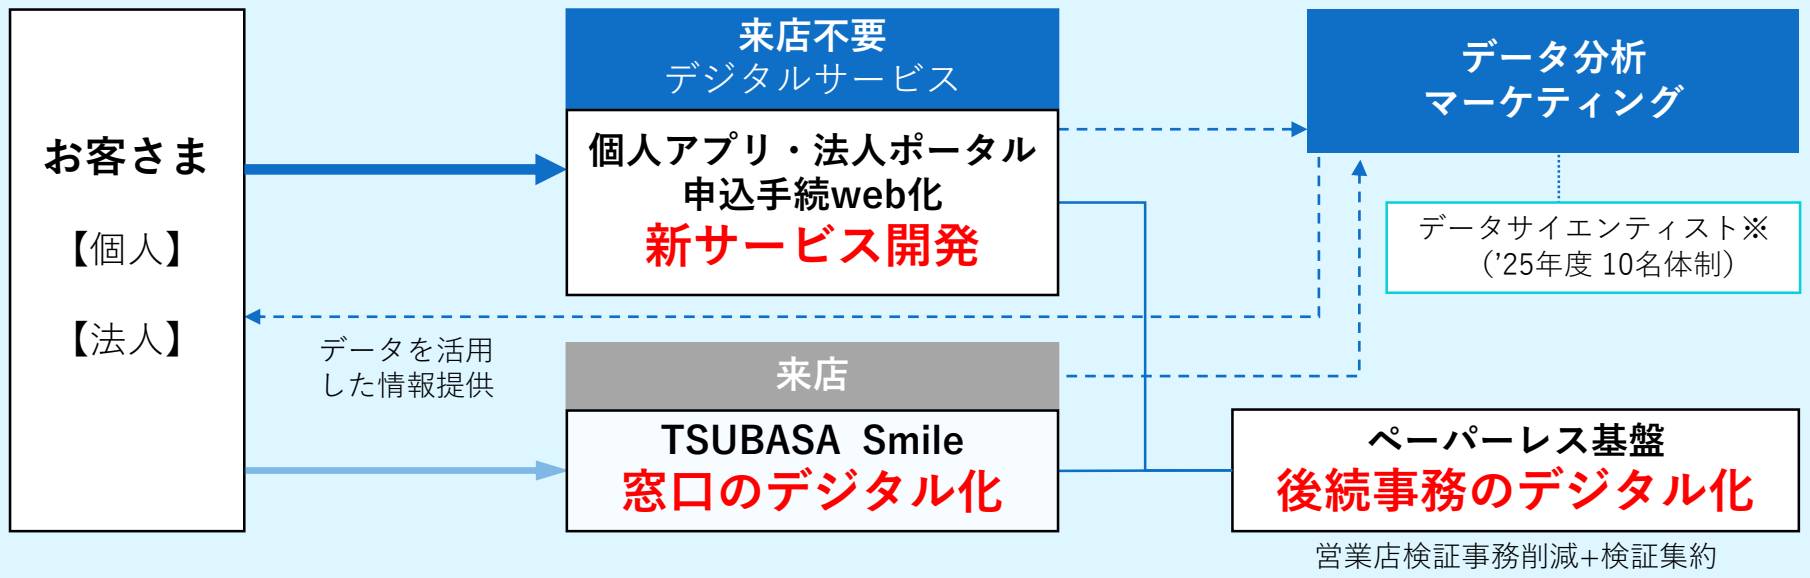 お客さま
【個人】
【法人】
来店不要
デジタルサービス
個人アプリ・法人ポータル
申込手続web化
新サービス開発
データを活用
した情報提供
来店
TSUBASA Smile
窓口のデジタル化
データ分析
マーケティング
データサイエンティスト※
（’25年度 10名体制）
ペーパーレス基盤
後続事務のデジタル化
営業店検証事務削減+検証集約